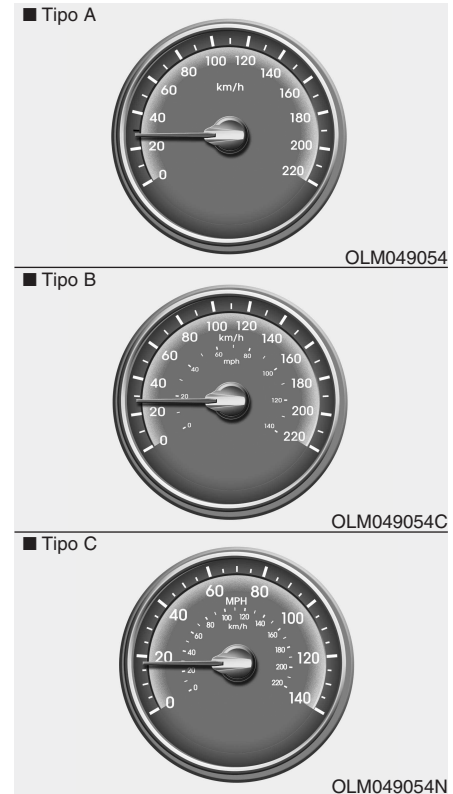 ■ Tipo A
100 120
80 140
60 km/h 160
40 180
20 200
0 220
OLM049054
■ Tipo B
100 120
80 km/h 140
60 60 80 160
mph
40 100
40 180
20 120
20 200
0 140
0 220
OLM049054C
■ Tipo C
60 80
MPH
40 100 120 100
80 km/h 140
60 160
20 40 180 120
20 200
0 220
0 140
OLM049054N